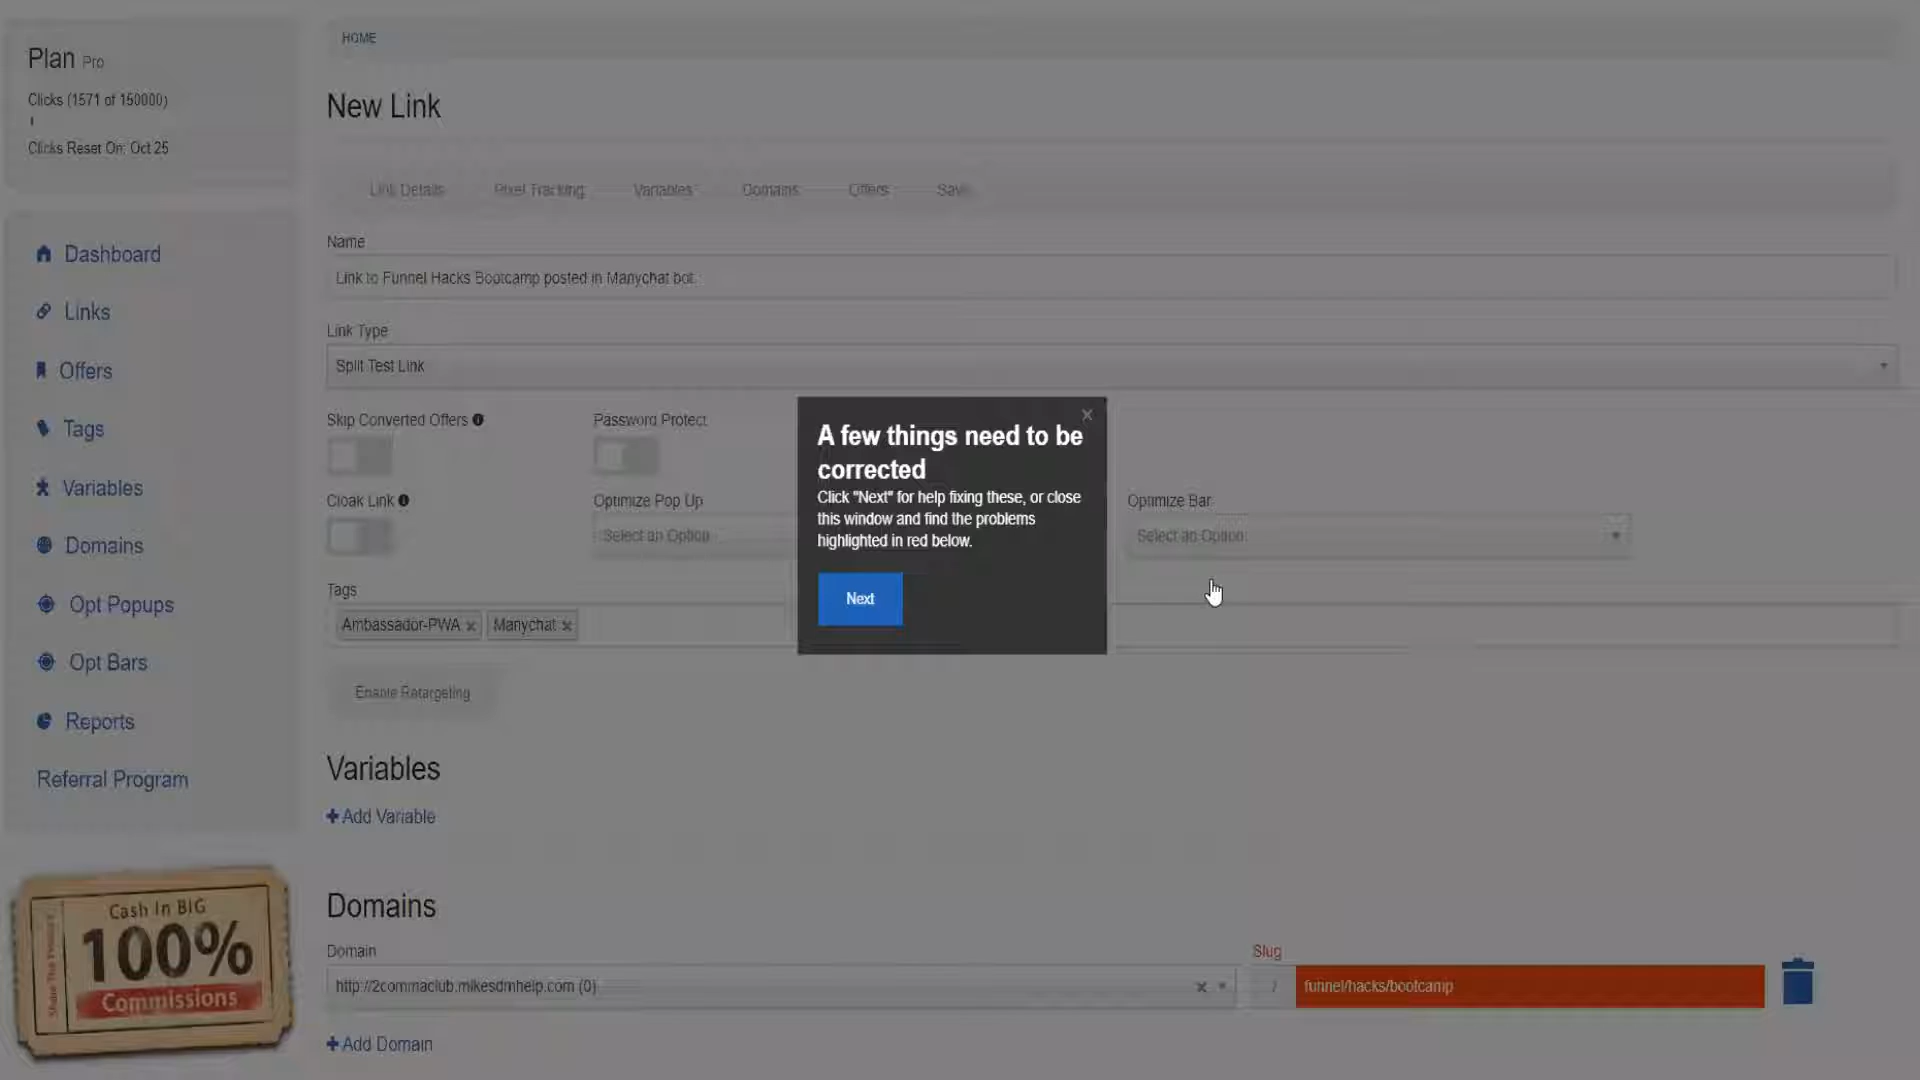 Plan Pro
Clicks (1571 of 150000)
Clicks Reset On: Oct 25
Dashboard
Links
Offers
Tags
Variables
Domains
Opt Popups
Opt Bars
Reports
Referral Program
Cash In BIG
100%
Commissions
HOME
New Link
Link Details
Pixel Tracking
Variables
Domains
Offers
Save
Name
Link to Funnel Hacks Bootcamp posted in Manychat bot.
Link Type
Split Test Link
Skip Converted Offers
Password Protect
Cloak Link
Optimize Pop Up
Select an Option
Optimize Bar
Select an Option
Tags
Ambassador-PWA ×
Manychat ×
Enable Retargeting
A few things need to be
corrected
Click "Next" for help fixing these, or close
this window and find the problems
highlighted in red below.
Next
Variables
+Add Variable
Domains
Domain
http://2commaclub.mikesdmhelp.com (0)
Slug
/
funnel/hacks/bootcamp
+Add Domain